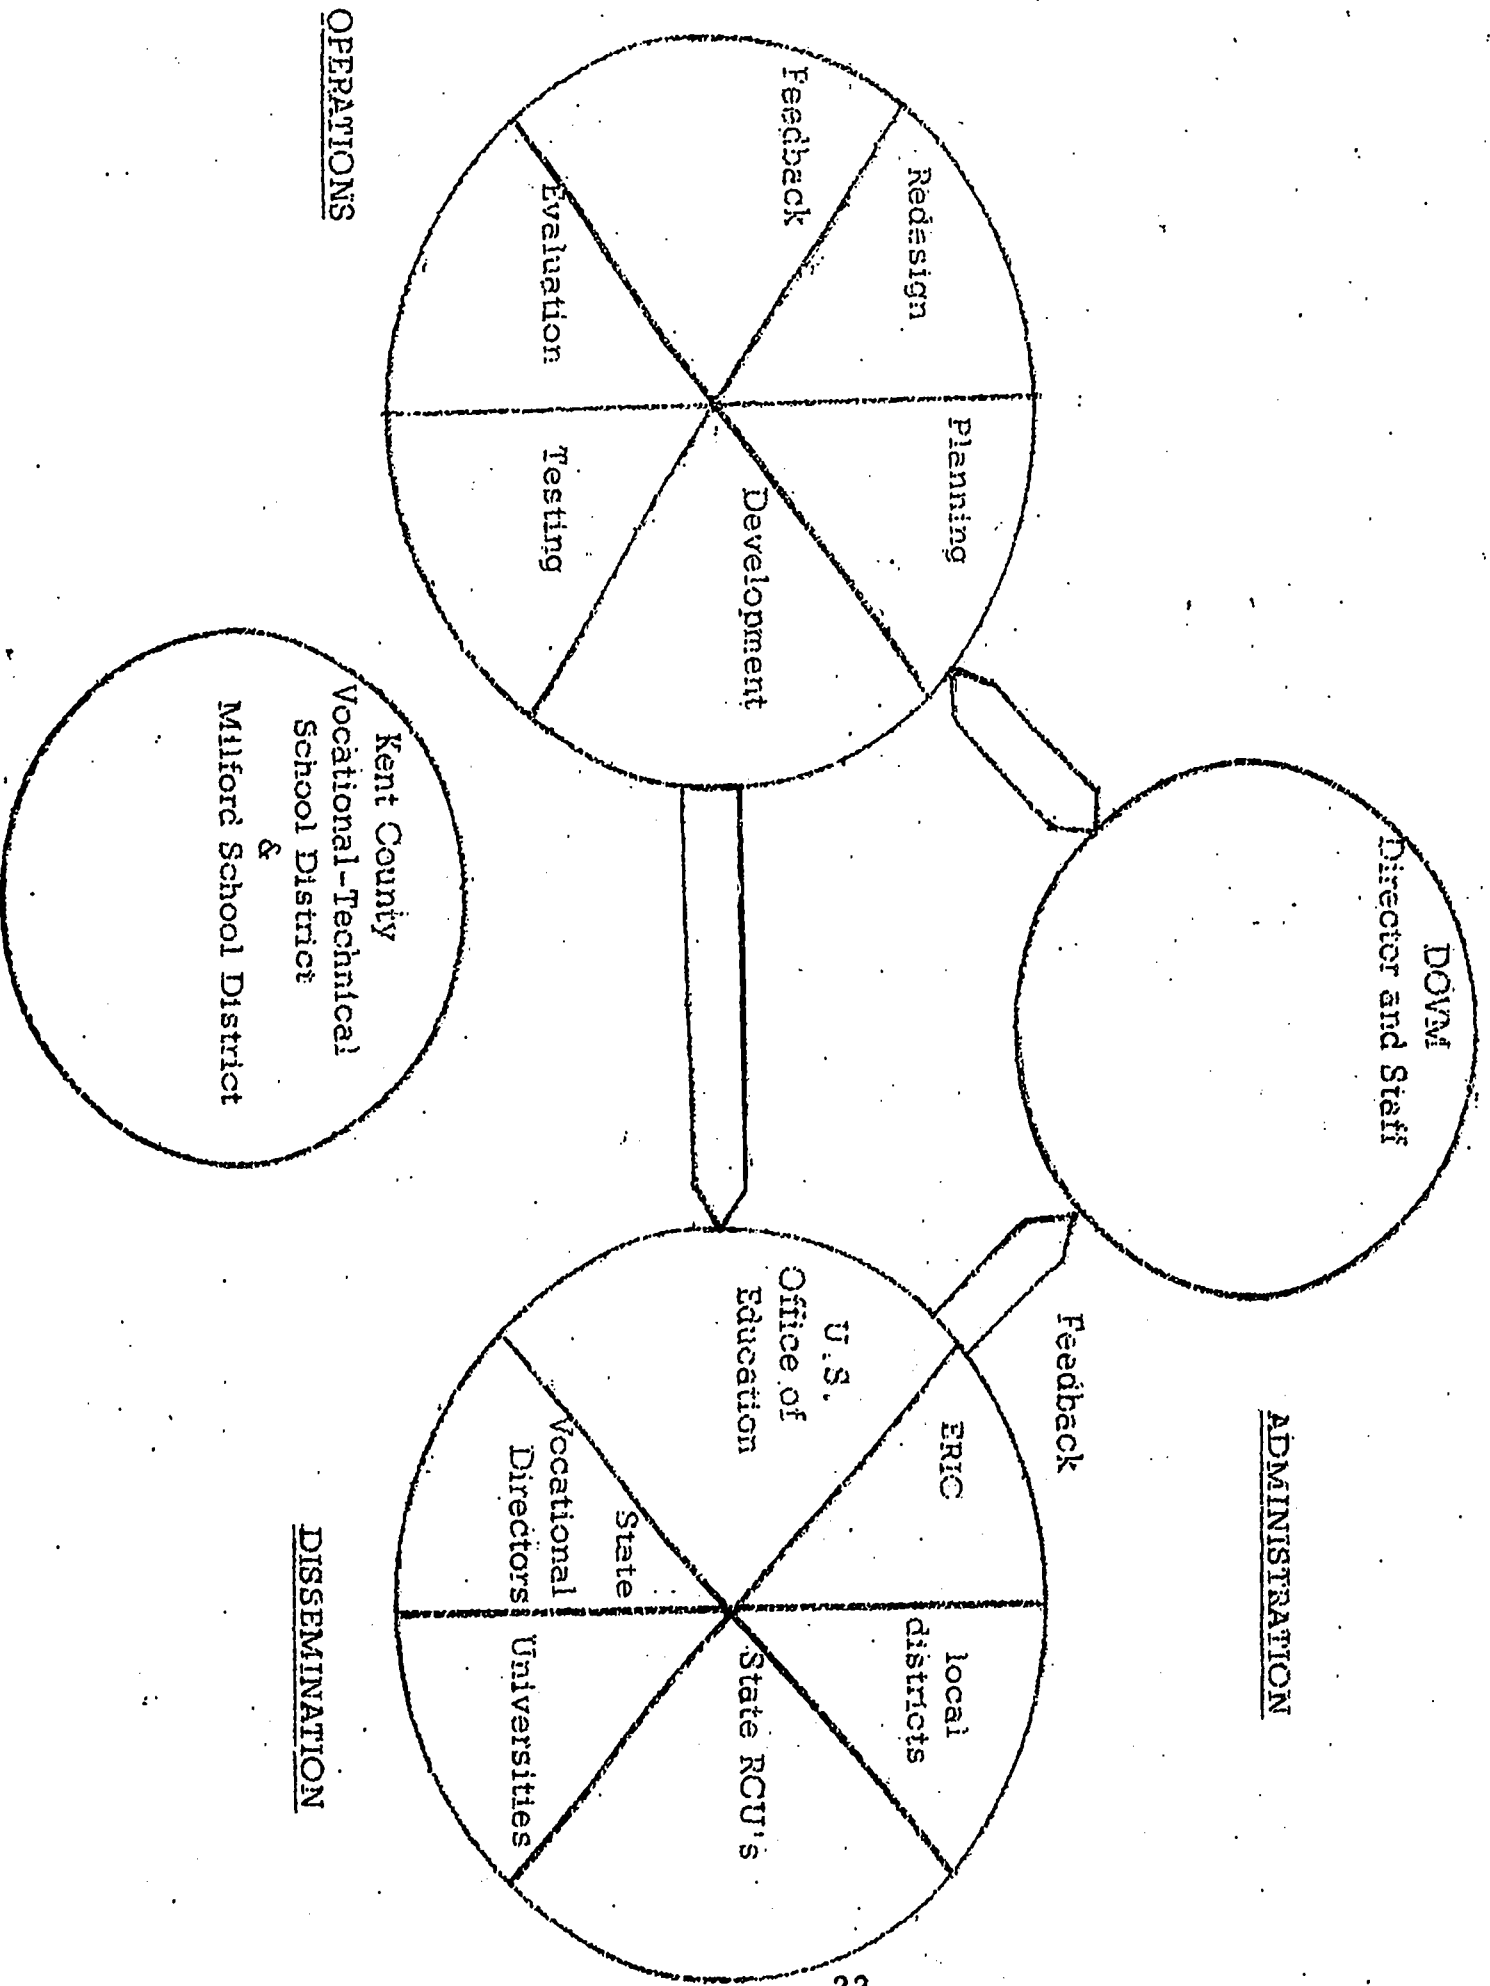 ADMINISTRATION
DOVM
Director and Staff
Feedback
OPERATIONS
Redesign
Planning
Feedback
Development
Evaluation
Testing
ERIC
local
districts
U.S.
Office of
Education
State RCU's
State
Vocational
Directors
Universities
Kent County
Vocational-Technical
School District
&
Milford School District
DISSEMINATION